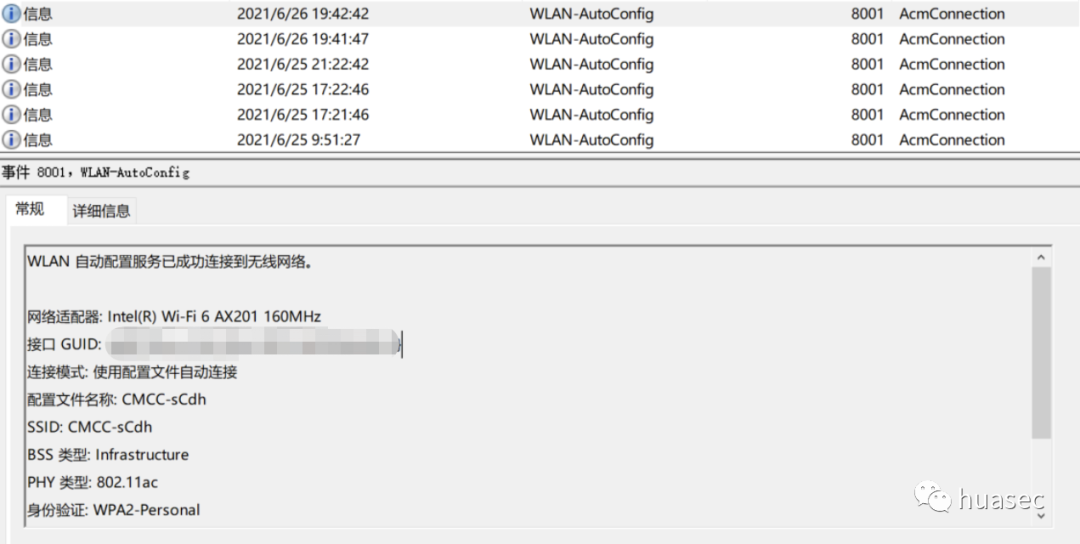 信息 2021/6/26 19:42:42 WLAN-AutoConfig 8001 AcmConnection
信息 2021/6/26 19:41:47 WLAN-AutoConfig 8001 AcmConnection
信息 2021/6/25 21:22:42 WLAN-AutoConfig 8001 AcmConnection
信息 2021/6/25 17:22:46 WLAN-AutoConfig 8001 AcmConnection
信息 2021/6/25 17:21:46 WLAN-AutoConfig 8001 AcmConnection
信息 2021/6/25 9:51:27 WLAN-AutoConfig 8001 AcmConnection
事件 8001，WLAN-AutoConfig
常规 详细信息
WLAN 自动配置服务已成功连接到无线网络。
网络适配器: Intel(R) Wi-Fi 6 AX201 160MHz
接口 GUID:
连接模式: 使用配置文件自动连接
配置文件名称: CMCC-sCdh
SSID: CMCC-sCdh
BSS 类型: Infrastructure
PHY 类型: 802.11ac
身份验证: WPA2-Personal
huasec